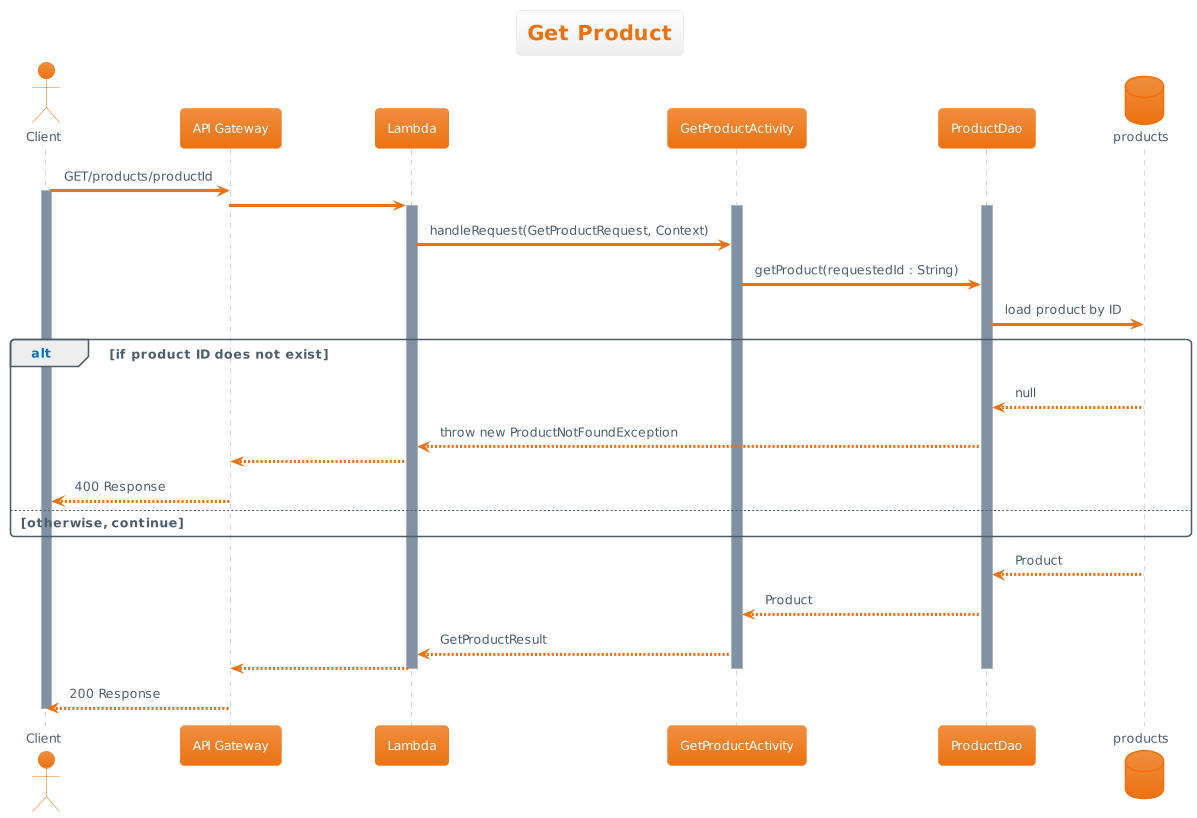 Get Product
Client
API Gateway
Lambda
GetProductActivity
ProductDao
products
GET/products/productId
handleRequest(GetProductRequest, Context)
getProduct(requestedId : String)
load product by ID
alt
[if product ID does not exist]
null
throw new ProductNotFoundException
400 Response
[otherwise, continue]
Product
Product
GetProductResult
200 Response
Client
API Gateway
Lambda
GetProductActivity
ProductDao
products